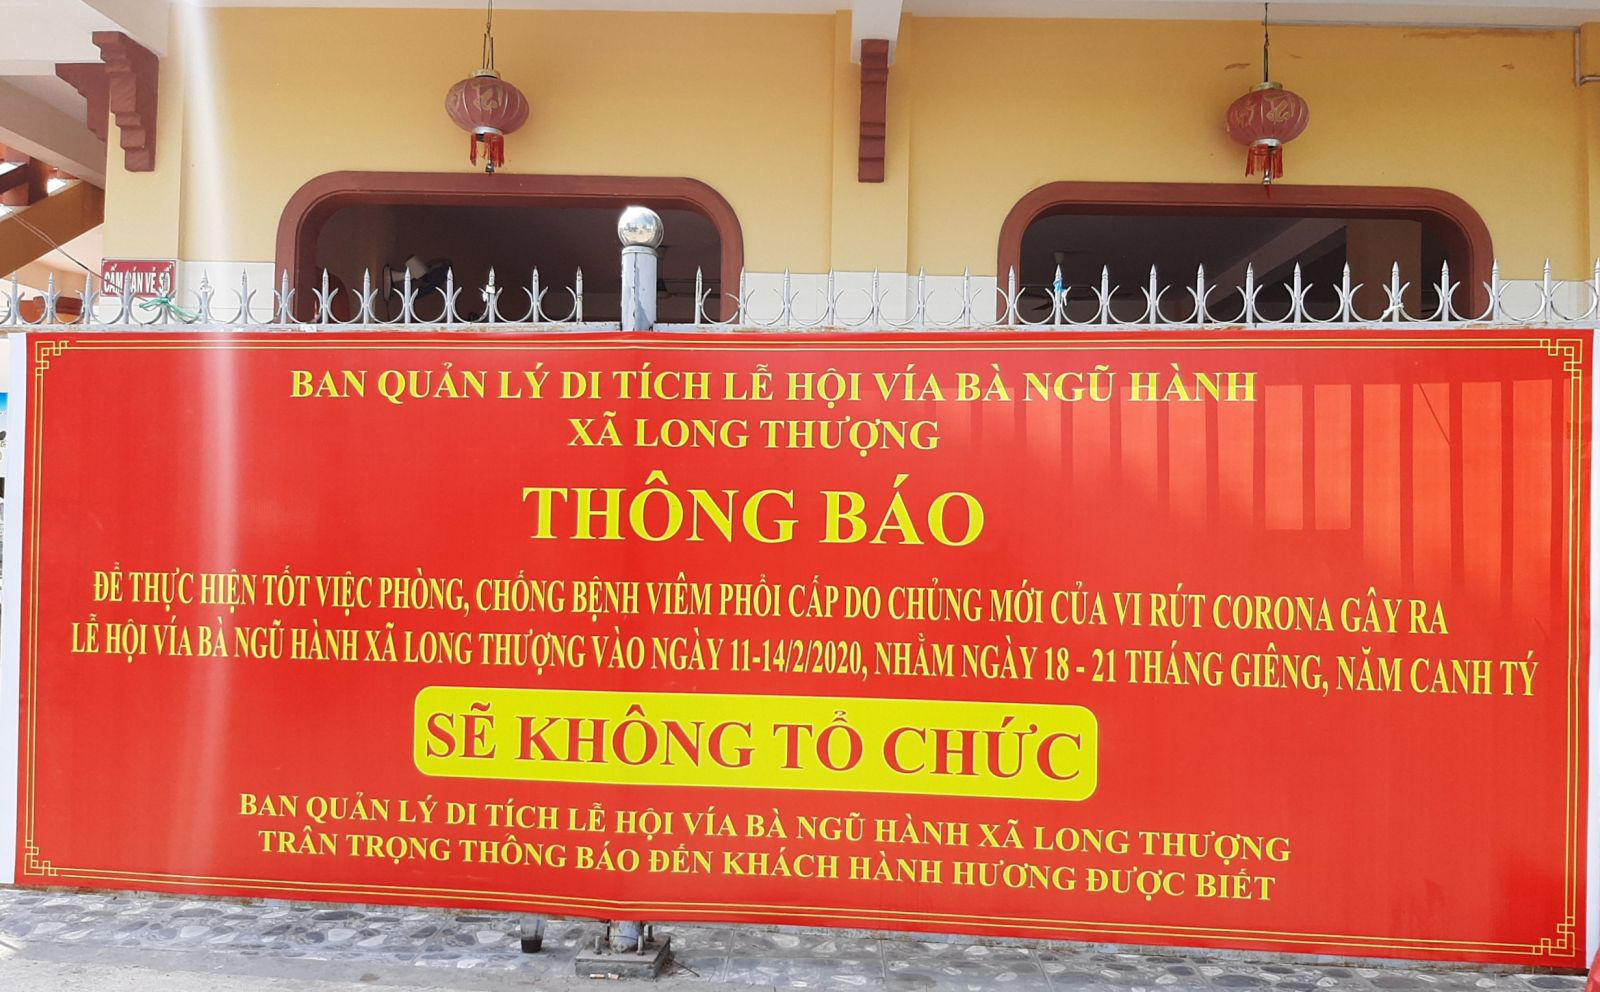 CẤM BÁN VÉ SỐ
BAN QUẢN LÝ DI TÍCH LỄ HỘI VÍA BÀ NGŨ HÀNH
XÃ LONG THƯỢNG
THÔNG BÁO
ĐỂ THỰC HIỆN TỐT VIỆC PHÒNG, CHỐNG BỆNH VIÊM PHỔI CẤP DO CHỦNG MỚI CỦA VI RÚT CORONA GÂY RA
LỄ HỘI VÍA BÀ NGŨ HÀNH XÃ LONG THƯỢNG VÀO NGÀY 11-14/2/2020, NHẰM NGÀY 18 - 21 THÁNG GIÊNG, NĂM CANH TÝ
SẼ KHÔNG TỔ CHỨC
BAN QUẢN LÝ DI TÍCH LỄ HỘI VÍA BÀ NGŨ HÀNH XÃ LONG THƯỢNG
TRÂN TRỌNG THÔNG BÁO ĐẾN KHÁCH HÀNH HƯƠNG ĐƯỢC BIẾT